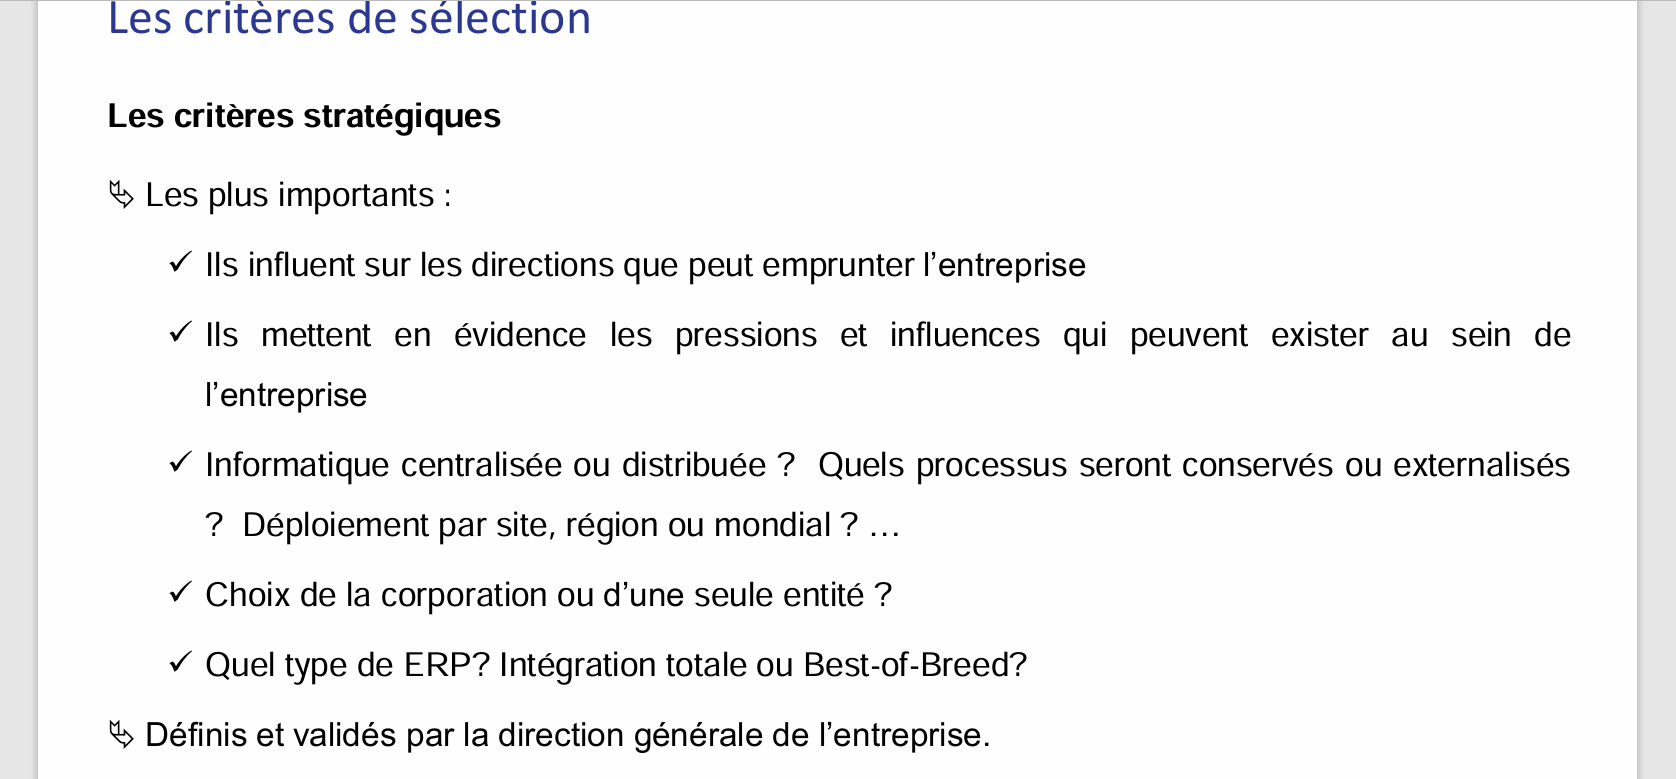 Les critères de sélection
Les critères stratégiques
Les plus importants :
✓ Ils influent sur les directions que peut emprunter l’entreprise
✓ Ils mettent en évidence les pressions et influences qui peuvent exister au sein de
l’entreprise
✓ Informatique centralisée ou distribuée ?  Quels processus seront conservés ou externalisés
?  Déploiement par site, région ou mondial ? …
✓ Choix de la corporation ou d’une seule entité ?
✓ Quel type de ERP? Intégration totale ou Best-of-Breed?
Définis et validés par la direction générale de l’entreprise.